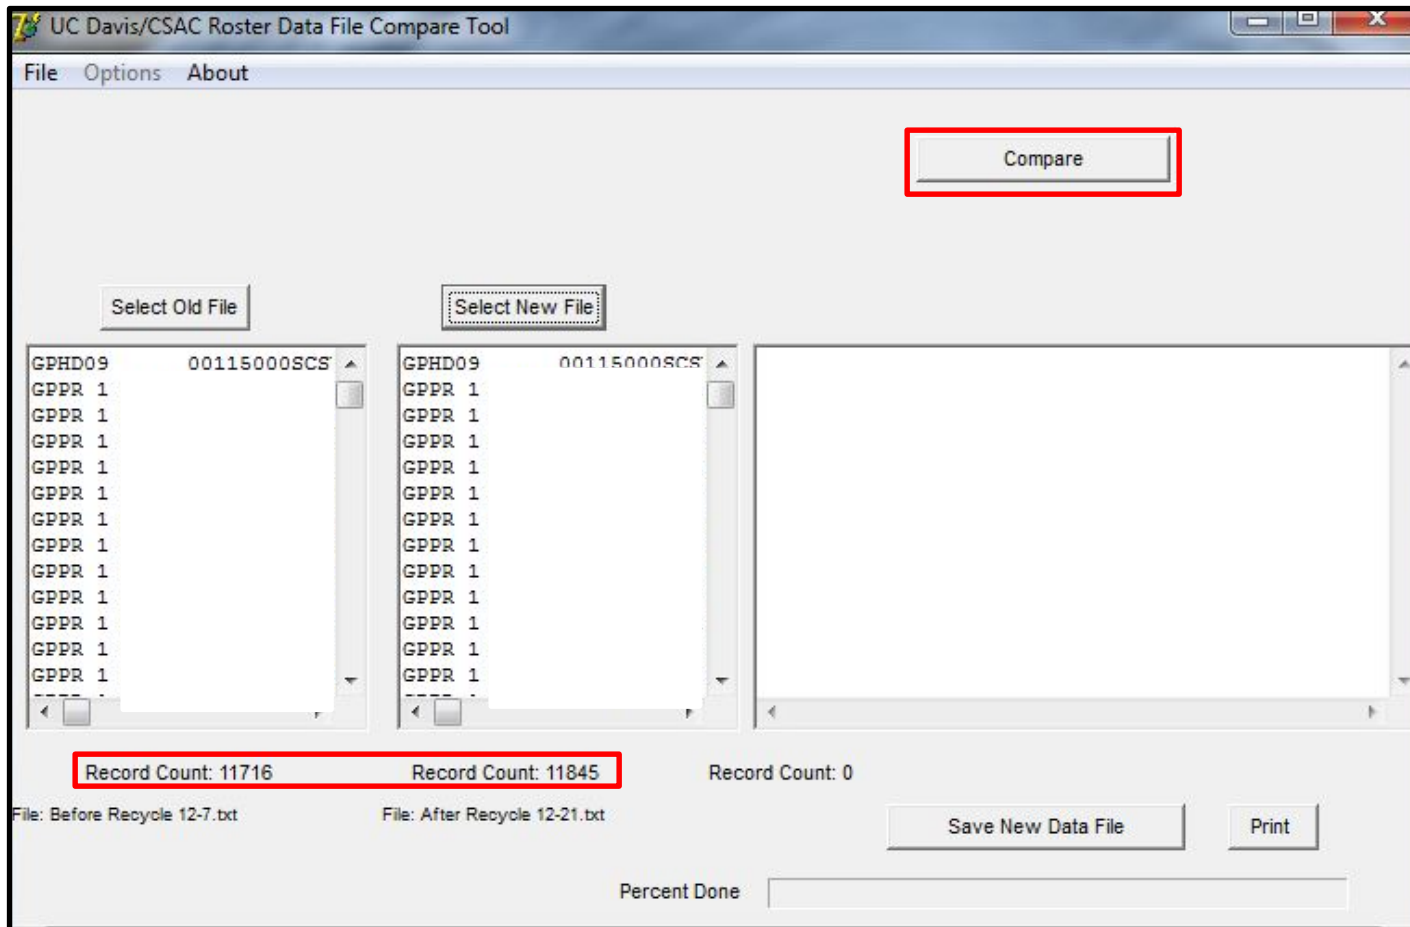 UC Davis/CSAC Roster Data File Compare Tool
File Options About
Compare
Select Old File
Select New File
GPHD09 00115000SCS
GPPR 1
GPPR 1
GPPR 1
GPPR 1
GPPR 1
GPPR 1
GPPR 1
GPPR 1
GPPR 1
GPPR 1
GPPR 1
GPPR 1
GPHD09 00115000SCS
GPPR 1
GPPR 1
GPPR 1
GPPR 1
GPPR 1
GPPR 1
GPPR 1
GPPR 1
GPPR 1
GPPR 1
GPPR 1
GPPR 1
Record Count: 11716
Record Count: 11845
Record Count: 0
File: Before Recycle 12-7.txt
File: After Recycle 12-21.txt
Save New Data File
Print
Percent Done